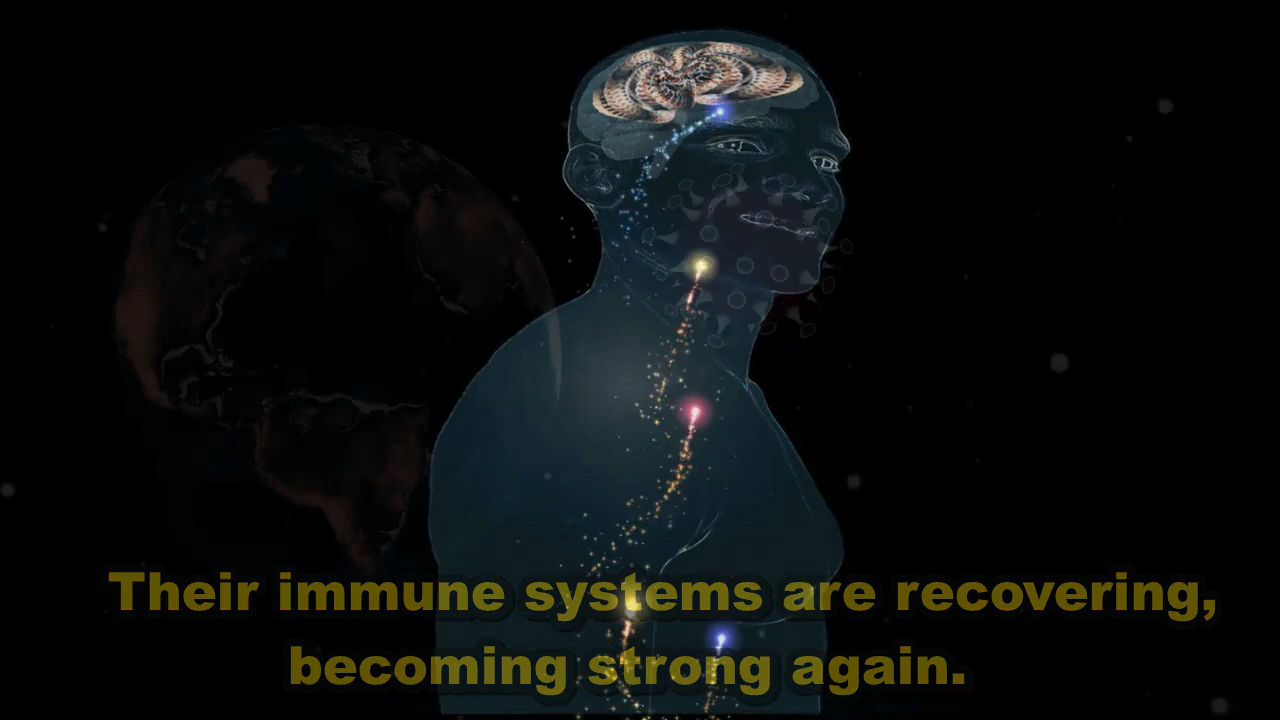 Their immune systems are recovering,
becoming strong again.